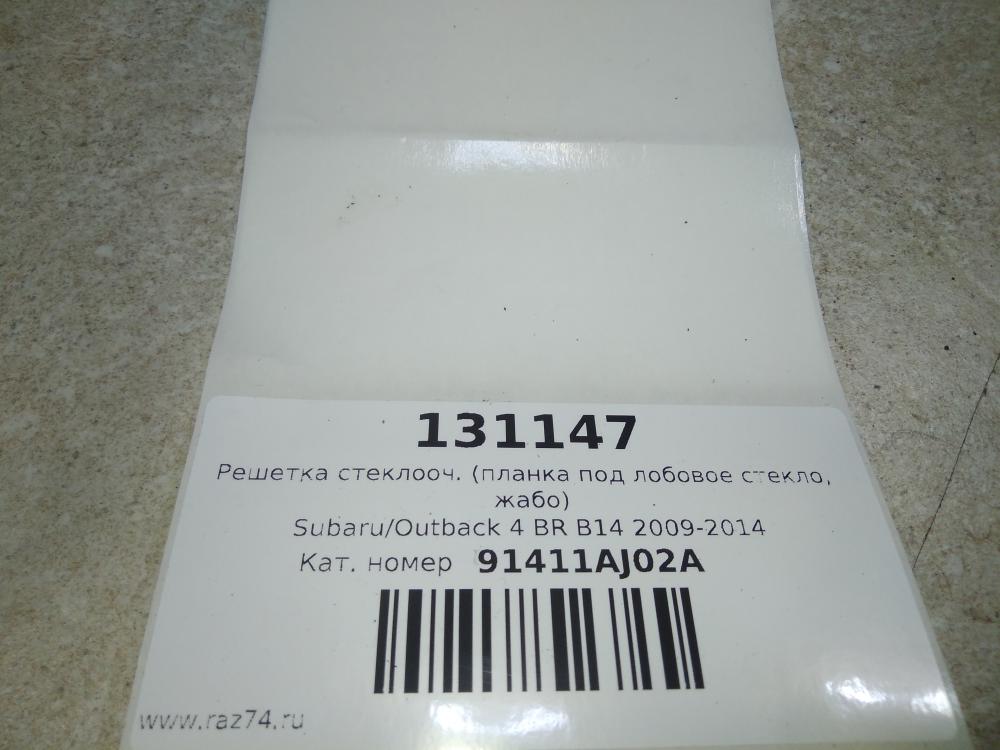 131147
Решетка стеклооч. (планка под лобовое стекло,
жабо)
Subaru/Outback 4 BR B14 2009-2014
Кат. номер 91411AJ02A
www.raz74.ru